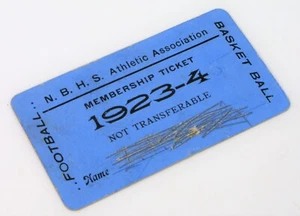 N. B. H. S. Athletic Association
MEMBERSHIP TICKET
1923-4
NOT TRANSFERABLE
Name
FOOTBALL
BASKET BALL